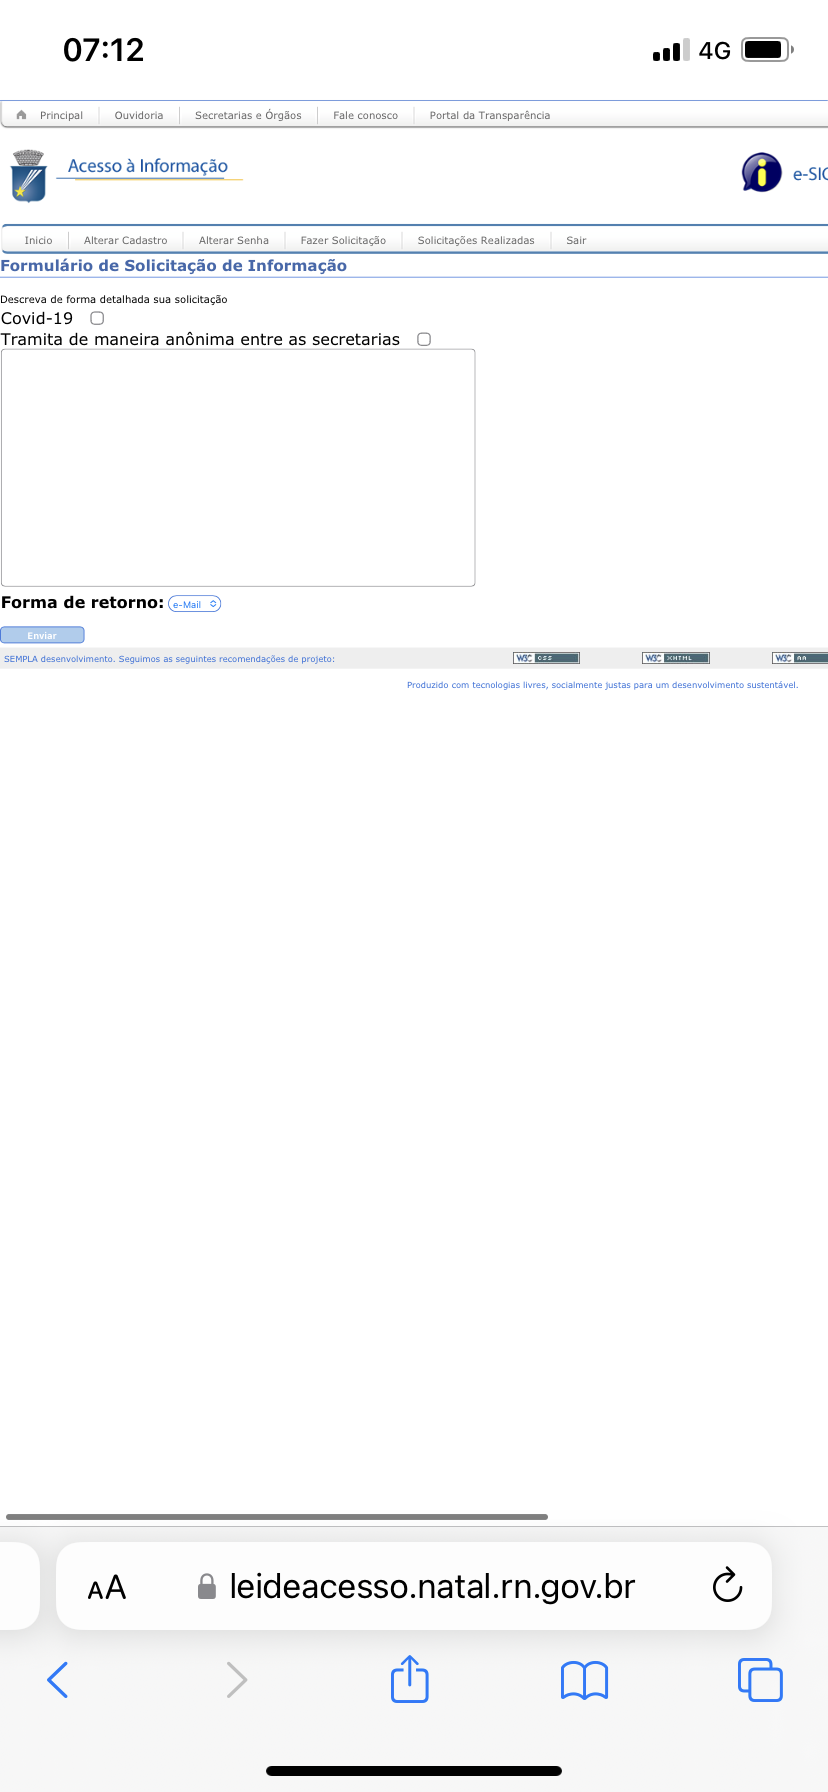 07:12
4G
Principal Ouvidoria Secretarias e Órgãos Fale conosco Portal da Transparência
Acesso à Informação
e-SIC
Inicio Alterar Cadastro Alterar Senha Fazer Solicitação Solicitações Realizadas Sair
Formulário de Solicitação de Informação
Descreva de forma detalhada sua solicitação
Covid-19
Tramita de maneira anônima entre as secretarias
Forma de retorno: e-Mail
Enviar
SEMPLA desenvolvimento. Seguimos as seguintes recomendações de projeto: W3C CSS W3C XHTML W3C AA
Produzido com tecnologias livres, socialmente justas para um desenvolvimento sustentável.
AA leideacesso.natal.rn.gov.br